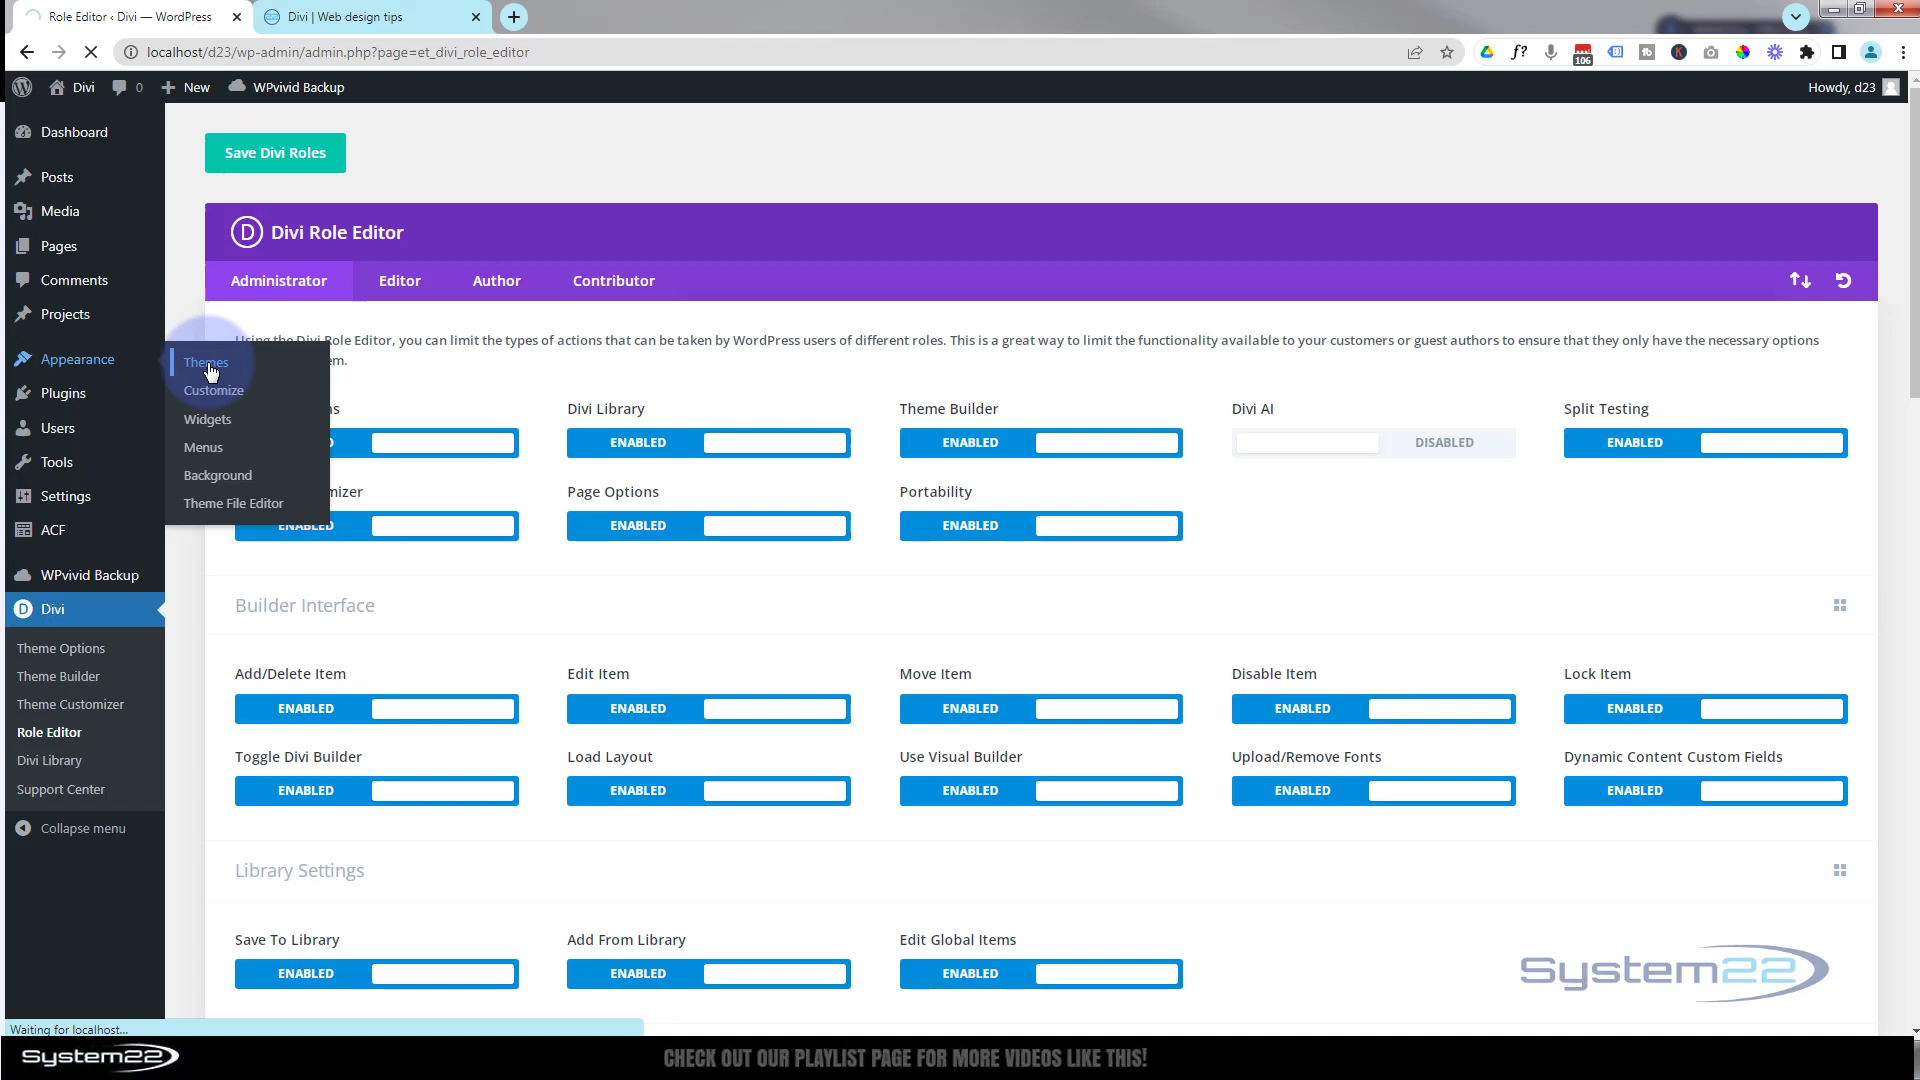 Role Editor ‹ Divi — WordPress
Divi | Web design tips
localhost/d23/wp-admin/admin.php?page=et_divi_role_editor
106
Divi
0
New
WPvivid Backup
Howdy, d23
Dashboard
Posts
Media
Pages
Comments
Projects
Appearance
Plugins
Users
Tools
Settings
ACF
WPvivid Backup
Divi
Theme Options
Theme Builder
Theme Customizer
Role Editor
Divi Library
Support Center
Collapse menu
Themes
Customize
Widgets
Menus
Background
Theme File Editor
Save Divi Roles
Divi Role Editor
Administrator Editor Author Contributor
Using the Divi Role Editor, you can limit the types of actions that can be taken by WordPress users of different roles. This is a great way to limit the functionality available to your customers or guest authors to ensure that they only have the necessary options
Divi Library Theme Builder Divi AI Split Testing
ENABLED ENABLED DISABLED ENABLED
Page Options Portability
ENABLED ENABLED ENABLED
Builder Interface
Add/Delete Item Edit Item Move Item Disable Item Lock Item
ENABLED ENABLED ENABLED ENABLED ENABLED
Toggle Divi Builder Load Layout Use Visual Builder Upload/Remove Fonts Dynamic Content Custom Fields
ENABLED ENABLED ENABLED ENABLED ENABLED
Library Settings
Save To Library Add From Library Edit Global Items
ENABLED ENABLED ENABLED
System22
Waiting for localhost...
System22
CHECK OUT OUR PLAYLIST PAGE FOR MORE VIDEOS LIKE THIS!